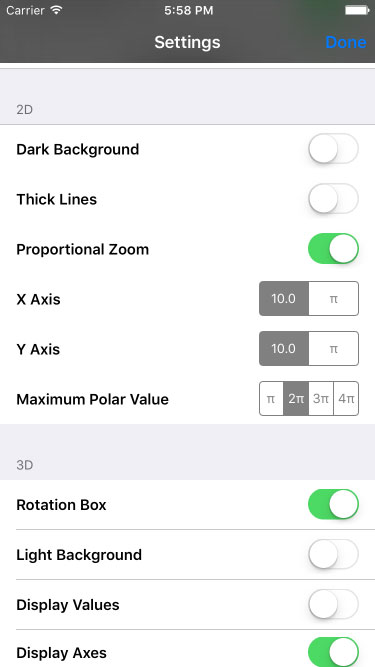 Carrier 5:58 PM
Settings Done
2D
Dark Background
Thick Lines
Proportional Zoom
X Axis 10.0 π
Y Axis 10.0 π
Maximum Polar Value π 2π 3π 4π
3D
Rotation Box
Light Background
Display Values
Display Axes